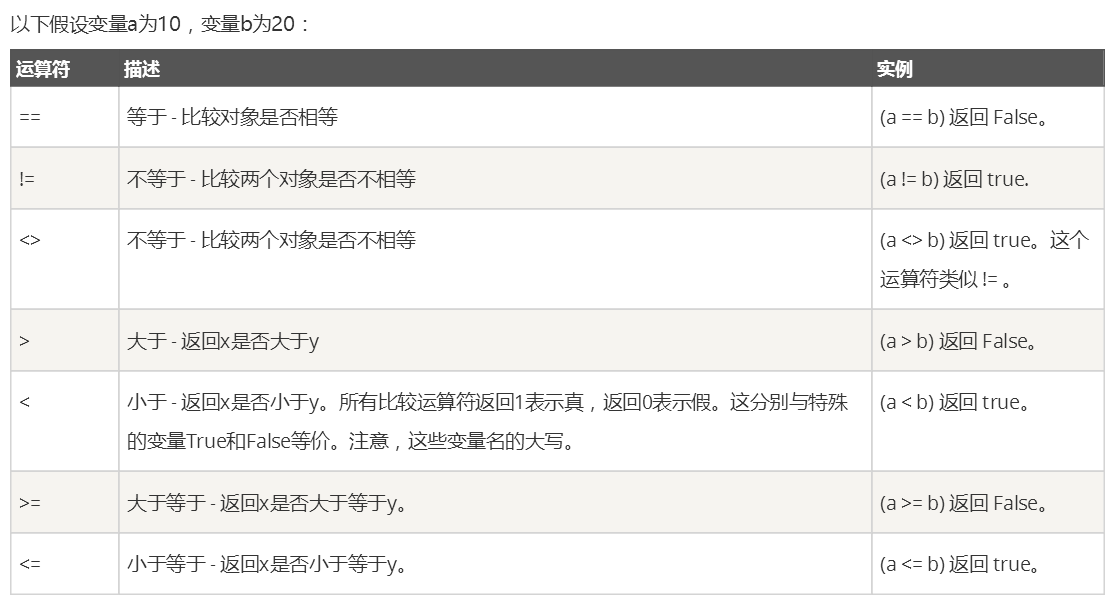 以下假设变量a为10，变量b为20：
运算符 描述 实例
== 等于 - 比较对象是否相等 (a == b) 返回 False。
!= 不等于 - 比较两个对象是否不相等 (a != b) 返回 true.
<> 不等于 - 比较两个对象是否不相等 (a <> b) 返回 true。这个
运算符类似 != 。
> 大于 - 返回x是否大于y (a > b) 返回 False。
< 小于 - 返回x是否小于y。所有比较运算符返回1表示真，返回0表示假。这分别与特殊 (a < b) 返回 true。
的变量True和False等价。注意，这些变量名的大写。
>= 大于等于 - 返回x是否大于等于y。 (a >= b) 返回 False。
<= 小于等于 - 返回x是否小于等于y。 (a <= b) 返回 true。